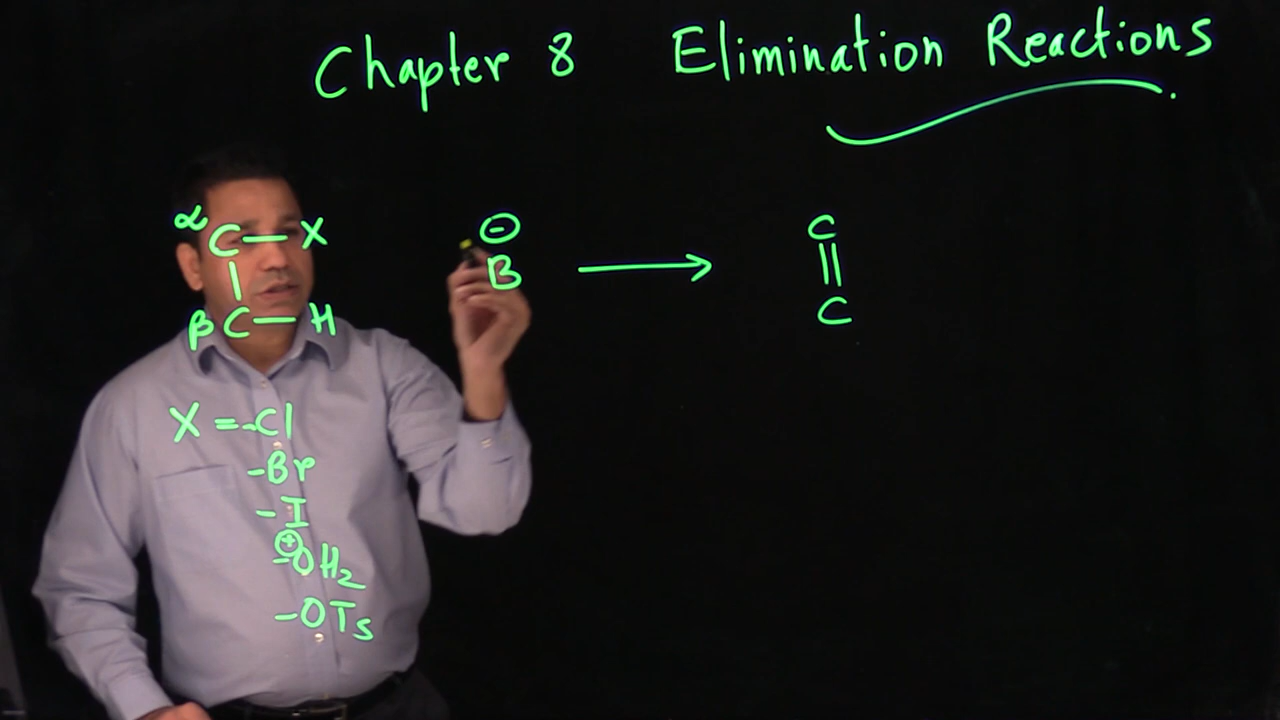 Chapter 8 Elimination Reactions
α C — X
β C — H
⊖
B ⟶
C
||
C
X = -Cl
-Br
-I
⊕
-OH₂
-OTs